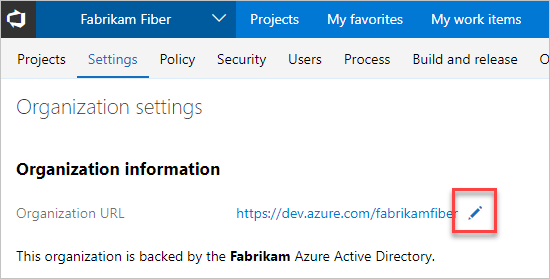 Fabrikam Fiber Projects My favorites My work items
Projects Settings Policy Security Users Process Build and release O
Organization settings
Organization information
Organization URL https://dev.azure.com/fabrikamfiber
This organization is backed by the Fabrikam Azure Active Directory.